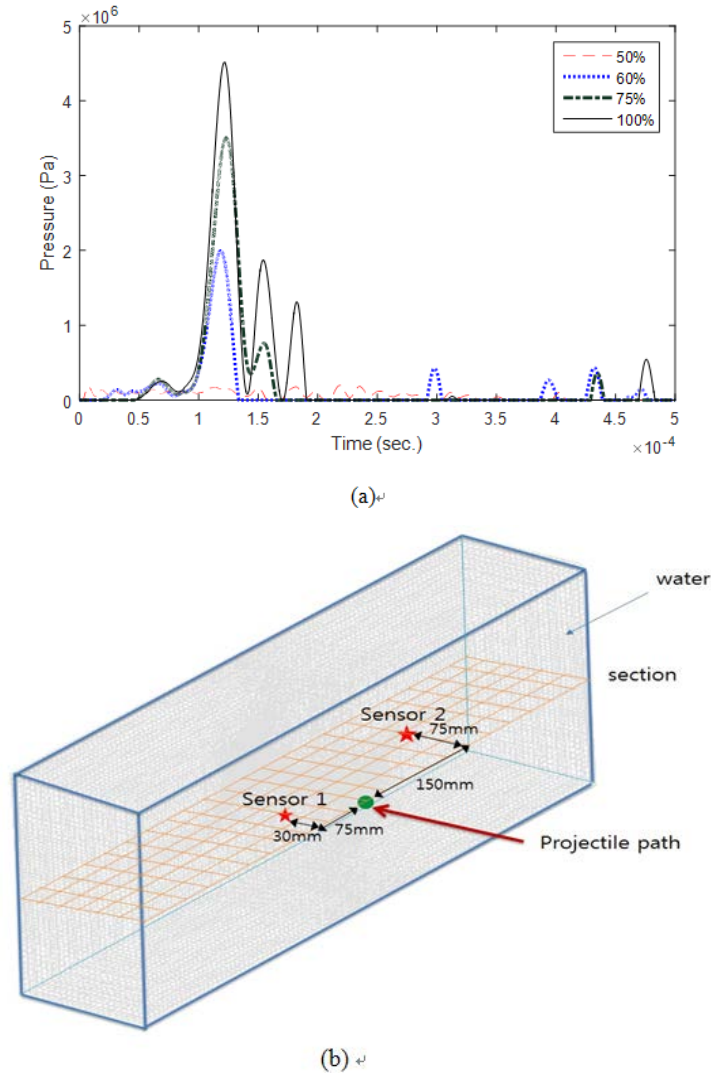 ×10⁶
5
4
3
2
1
0
Pressure (Pa)
50%
60%
75%
100%
0 0.5 1 1.5 2 2.5 3 3.5 4 4.5 5
Time (sec.)
×10⁻⁴
(a)↵
water
section
Sensor 2
75mm
150mm
Sensor 1
30mm
75mm
Projectile path
(b) ↵